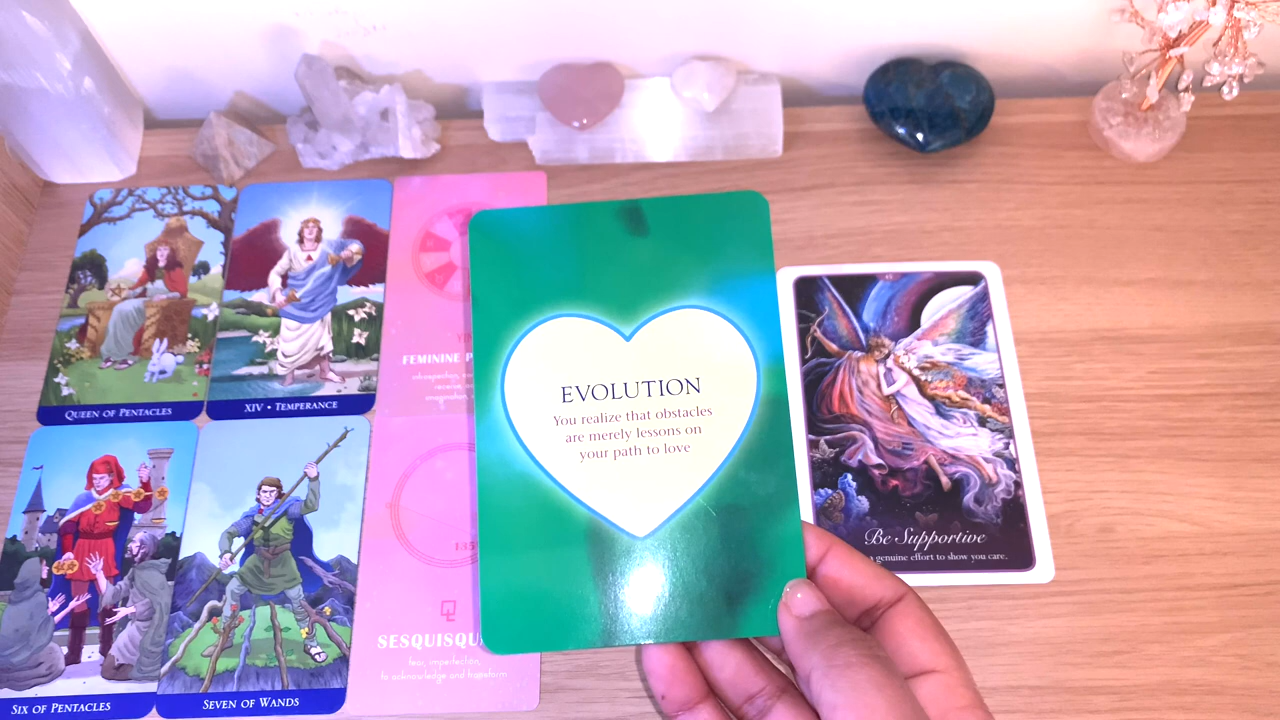 QUEEN OF PENTACLES
XIV • TEMPERANCE
FEMININE
SIX OF PENTACLES
SEVEN OF WANDS
135
fear, imperfection,
to acknowledge and transform
EVOLUTION
You realize that obstacles
are merely lessons on
your path to love
Be Supportive
genuine effort to show you care.